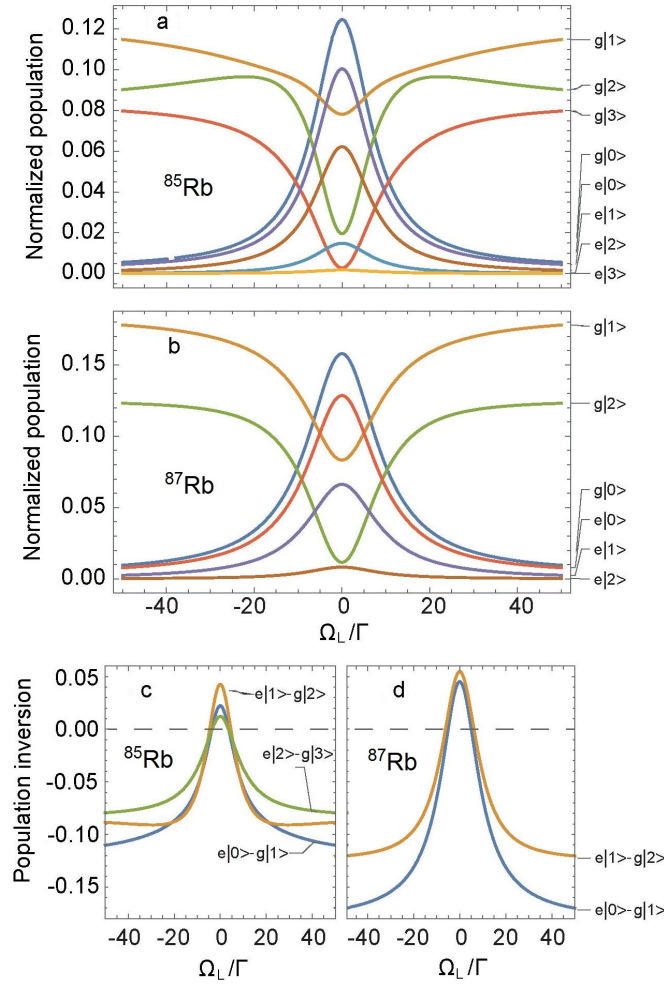 a
Normalized population
0.12
0.10
0.08
0.06
0.04
0.02
0.00
85Rb
g|1>
g|2>
g|3>
g|0>
e|0>
e|1>
e|2>
e|3>
b
Normalized population
0.15
0.10
0.05
0.00
87Rb
g|1>
g|2>
g|0>
e|0>
e|1>
e|2>
-40 -20 0 20 40
ΩL/Γ
c
Population inversion
0.05
0.00
-0.05
-0.10
-0.15
85Rb
e|1>-g|2>
e|2>-g|3>
e|0>-g|1>
-40 -20 0 20 40
ΩL/Γ
d
87Rb
e|1>-g|2>
e|0>-g|1>
-40 -20 0 20 40
ΩL/Γ